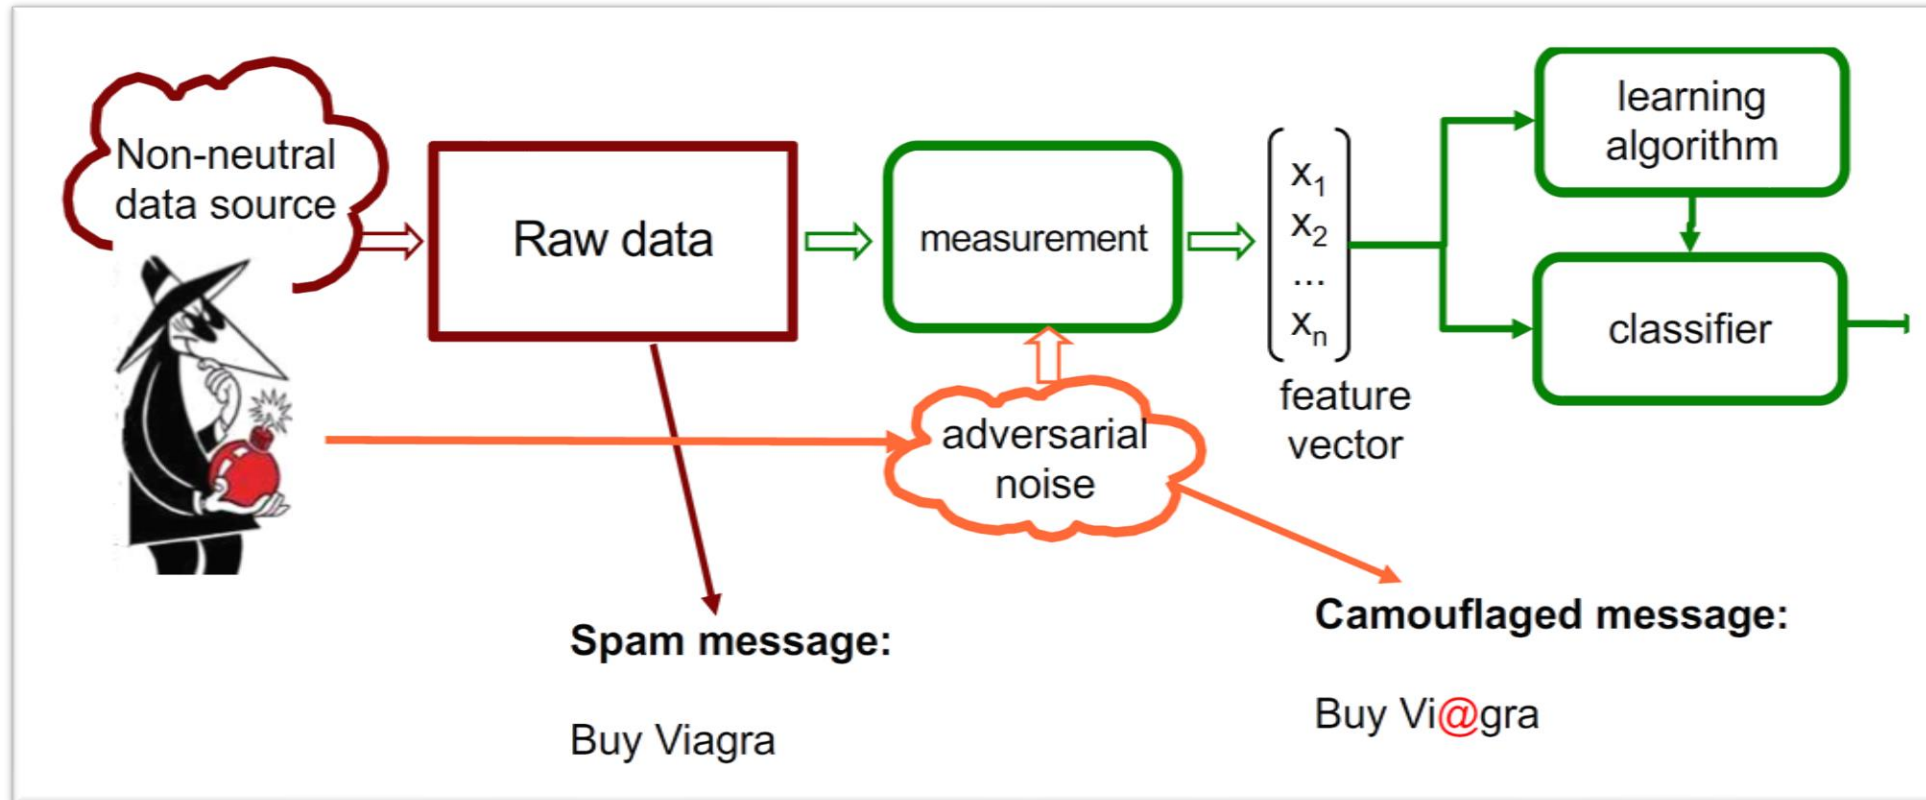 Non-neutral
data source
Raw data
measurement
x1
x2
...
xn
feature
vector
learning
algorithm
classifier
adversarial
noise
Spam message:
Buy Viagra
Camouflaged message:
Buy Vi@gra